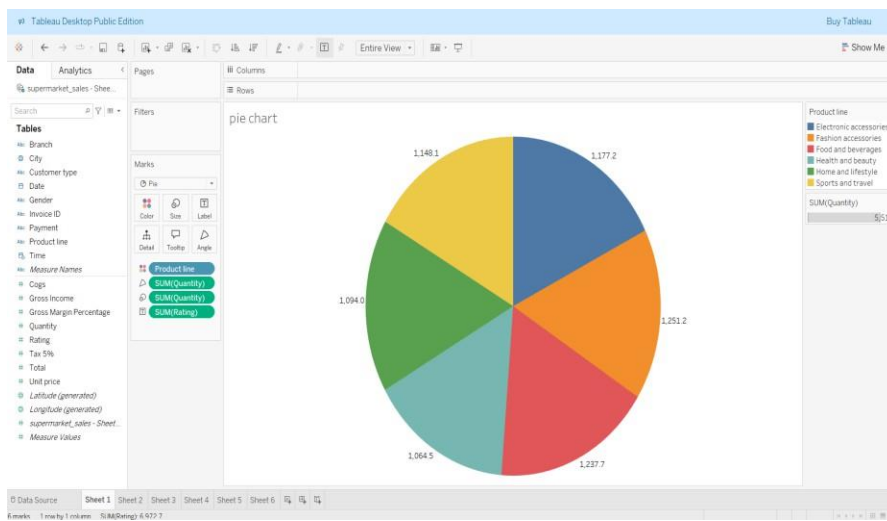 Tableau Desktop Public Edition
Buy Tableau
Entire View
Show Me
Data
Analytics
supermarket_sales - Shee...
Search
Tables
Abc Branch
City
Abc Customer type
Date
Abc Gender
Abc Invoice ID
Abc Payment
Abc Product line
Time
Abc Measure Names
# Cogs
# Gross Income
# Gross Margin Percentage
# Quantity
# Rating
# Tax 5%
# Total
# Unit price
Latitude (generated)
Longitude (generated)
# supermarket_sales - Sheet...
# Measure Values
Pages
Filters
Marks
Pie
Color
Size
Label
Detail
Tooltip
Angle
Product line
SUM(Quantity)
SUM(Quantity)
SUM(Rating)
Columns
Rows
pie chart
1,148.1
1,177.2
1,094.0
1,251.2
1,064.5
1,237.7
Product line
Electronic accessories
Fashion accessories
Food and beverages
Health and beauty
Home and lifestyle
Sports and travel
SUM(Quantity)
Data Source
Sheet 1
Sheet 2
Sheet 3
Sheet 4
Sheet 5
Sheet 6
6 marks
1 row by 1 column
SUM(Rating): 6,972.7